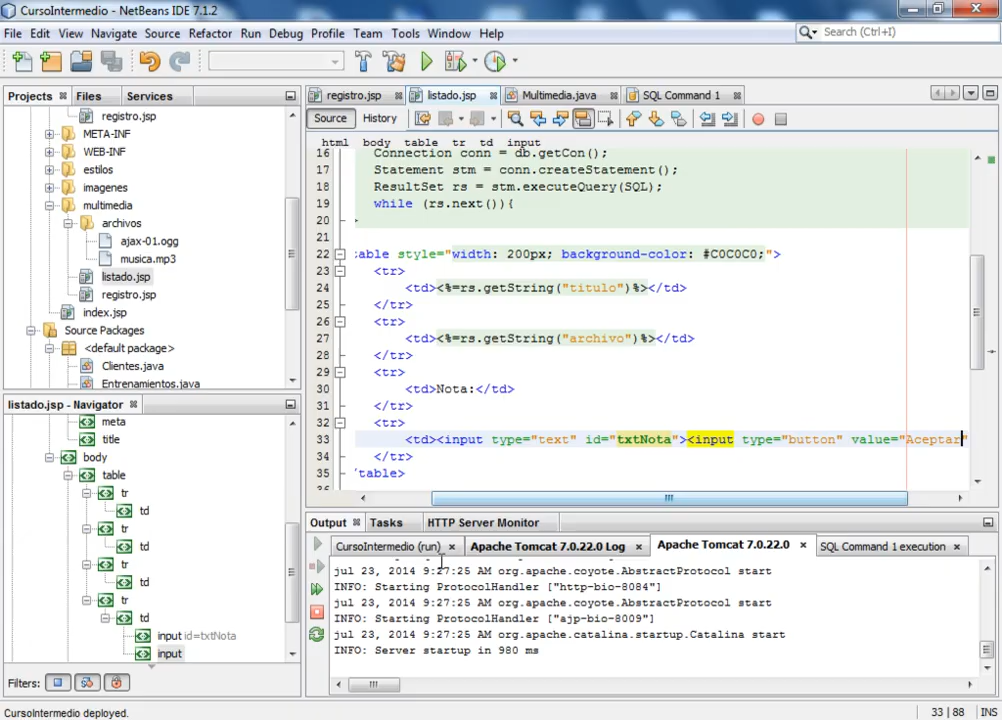 CursoIntermedio - NetBeans IDE 7.1.2
File Edit View Navigate Source Refactor Run Debug Profile Team Tools Window Help
Search (Ctrl+I)
Projects Files Services
registro.jsp
META-INF
WEB-INF
estilos
imagenes
multimedia
archivos
ajax-01.ogg
musica.mp3
listado.jsp
registro.jsp
index.jsp
Source Packages
<default package>
Clientes.java
Entrenamientos.java
listado.jsp - Navigator
meta
title
body
table
tr
td
tr
td
tr
td
tr
td
input id=txtNota
input
Filters:
registro.jsp listado.jsp Multimedia.java SQL Command 1
Source History
html body table tr td input
16 Connection conn = db.getCon();
17 Statement stm = conn.createStatement();
18 ResultSet rs = stm.executeQuery(SQL);
19 while (rs.next()){
20 >
21
22 able style="width: 200px; background-color: #C0C0C0;">
23 <tr>
24 <td><%=rs.getString("titulo")%></td>
25 </tr>
26 <tr>
27 <td><%=rs.getString("archivo")%></td>
28 </tr>
29 <tr>
30 <td>Nota:</td>
31 </tr>
32 <tr>
33 <td><input type="text" id="txtNota"><input type="button" value="Aceptar"
34 </tr>
35 /table>
Output Tasks HTTP Server Monitor
CursoIntermedio (run) Apache Tomcat 7.0.22.0 Log Apache Tomcat 7.0.22.0 SQL Command 1 execution
jul 23, 2014 9:27:25 AM org.apache.coyote.AbstractProtocol start
INFO: Starting ProtocolHandler ["http-bio-8084"]
jul 23, 2014 9:27:25 AM org.apache.coyote.AbstractProtocol start
INFO: Starting ProtocolHandler ["ajp-bio-8009"]
jul 23, 2014 9:27:25 AM org.apache.catalina.startup.Catalina start
INFO: Server startup in 980 ms
CursoIntermedio deployed.
33 | 88 INS